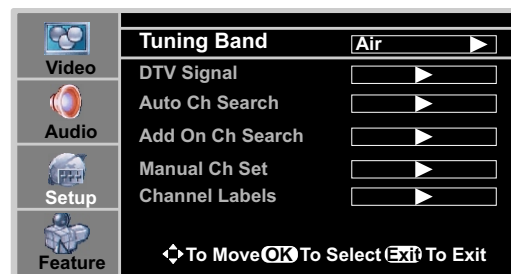 Video
Audio
Setup
Feature
Tuning Band Air
DTV Signal
Auto Ch Search
Add On Ch Search
Manual Ch Set
Channel Labels
To Move OK To Select Exit To Exit